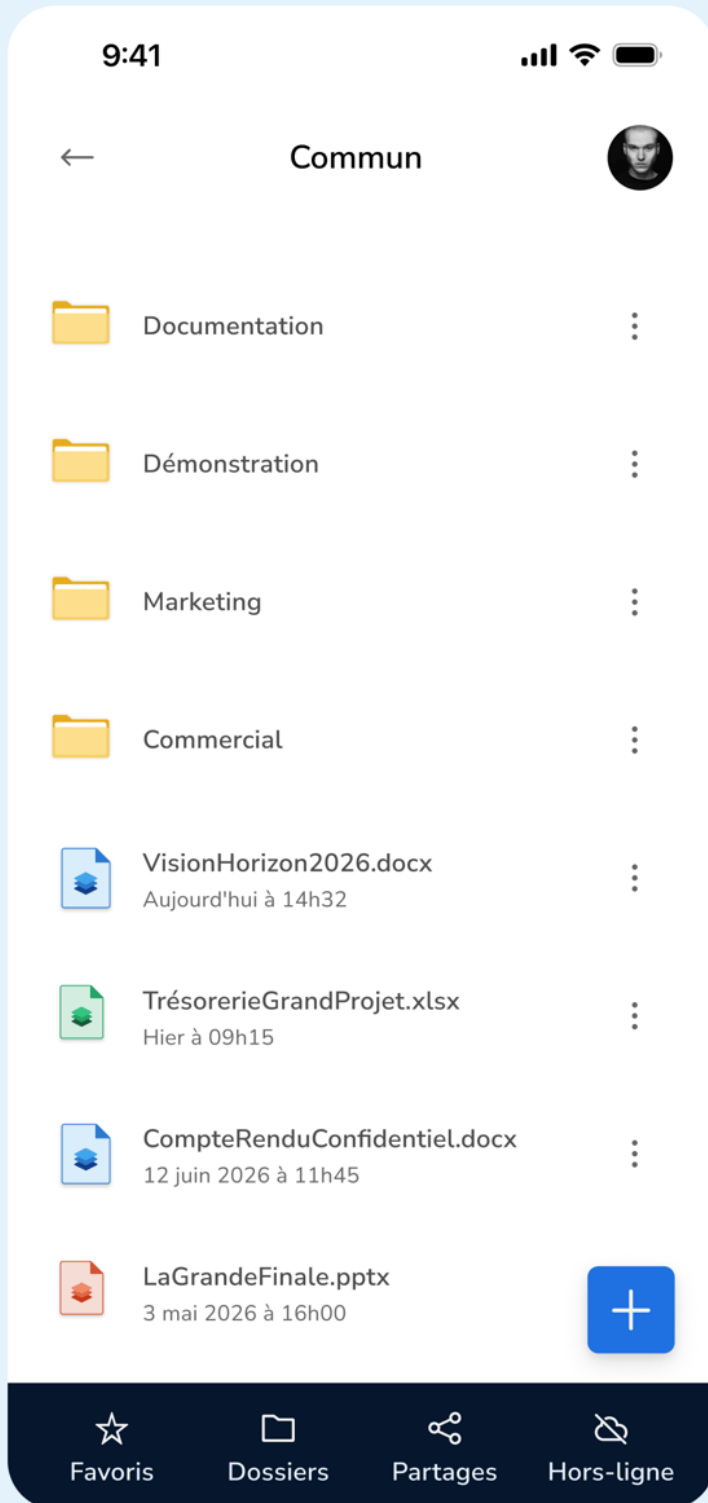 9:41
Commun
Documentation
Démonstration
Marketing
Commercial
VisionHorizon2026.docx
Aujourd'hui à 14h32
TrésorerieGrandProjet.xlsx
Hier à 09h15
CompteRenduConfidentiel.docx
12 juin 2026 à 11h45
LaGrandeFinale.pptx
3 mai 2026 à 16h00
Favoris Dossiers Partages Hors-ligne